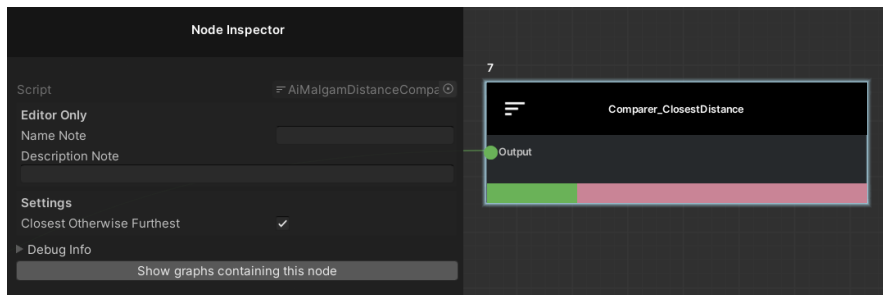 Node Inspector
Script
AiMalgamDistanceCompa
Editor Only
Name Note
Description Note
Settings
Closest Otherwise Furthest
Debug Info
Show graphs containing this node
7
Comparer_ClosestDistance
Output